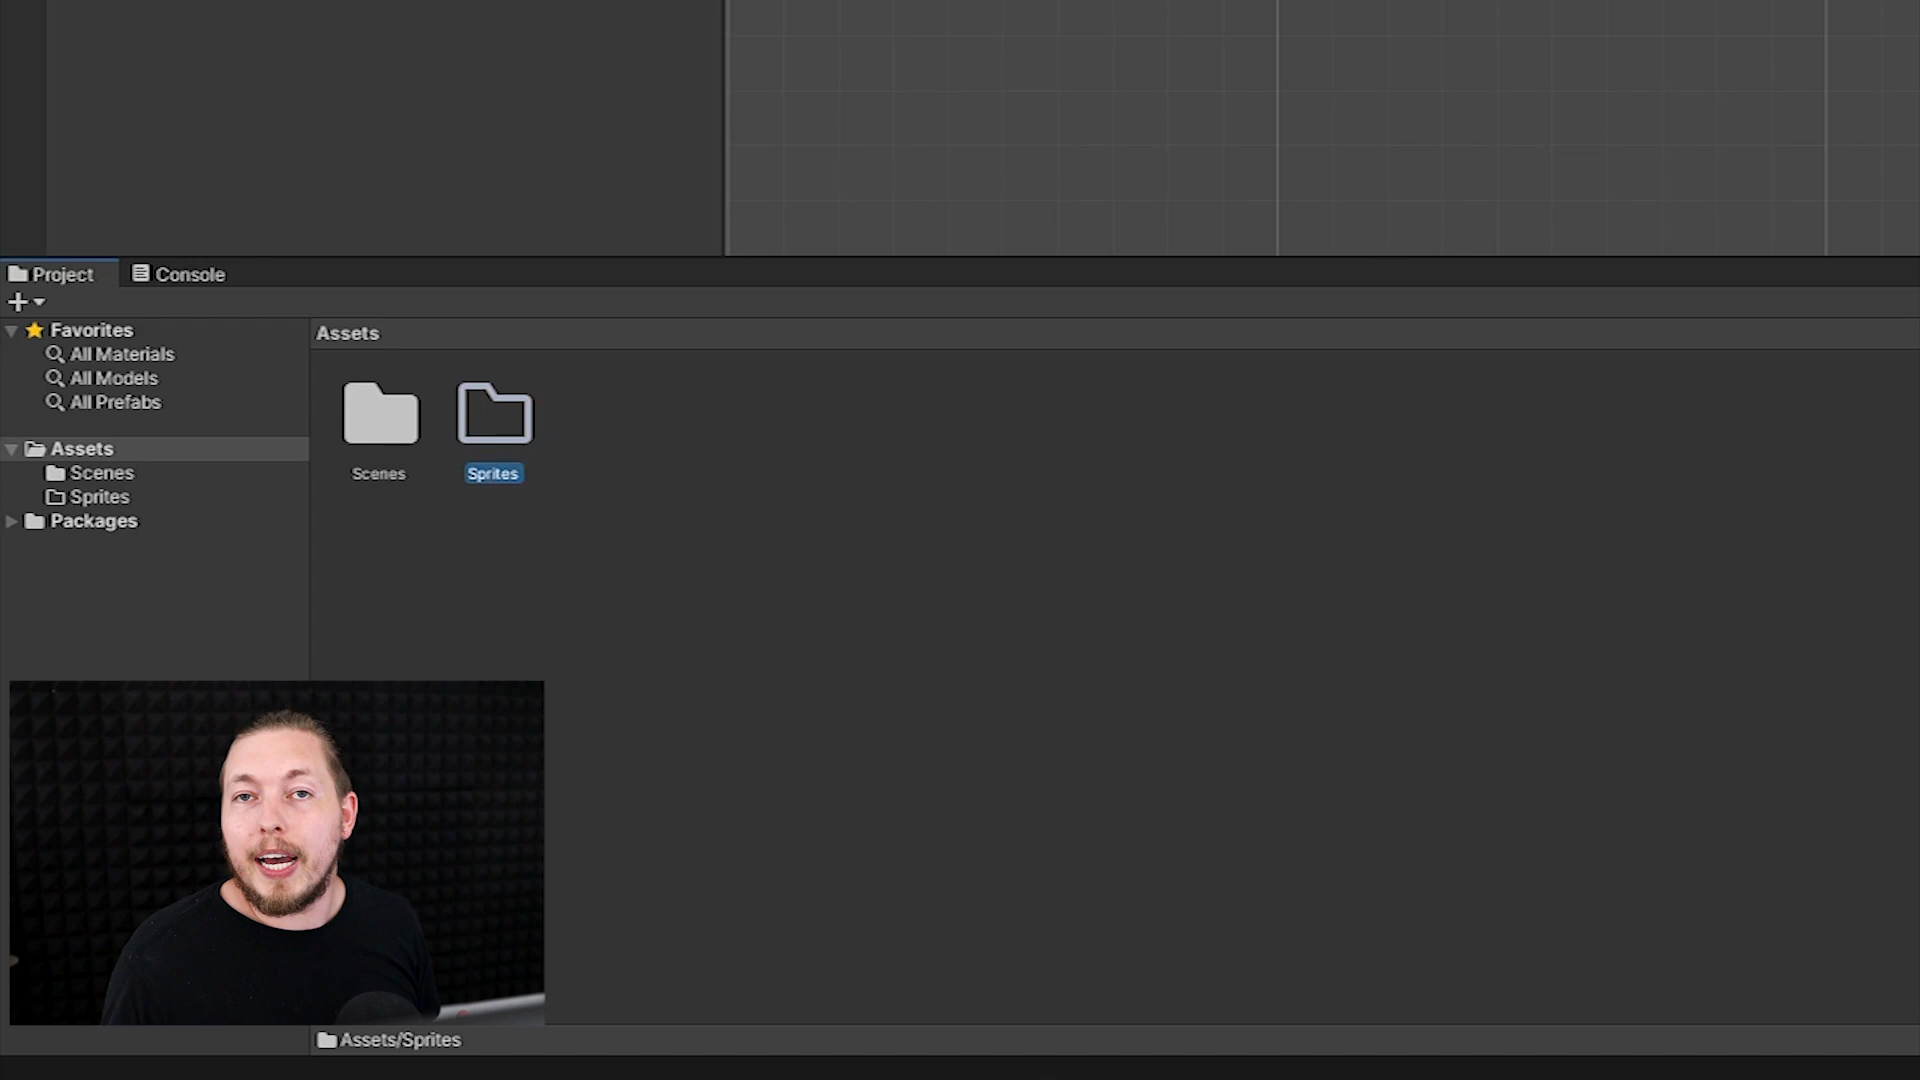 Project
Console
Favorites
All Materials
All Models
All Prefabs
Assets
Scenes
Sprites
Packages
Assets
Scenes
Sprites
Assets/Sprites